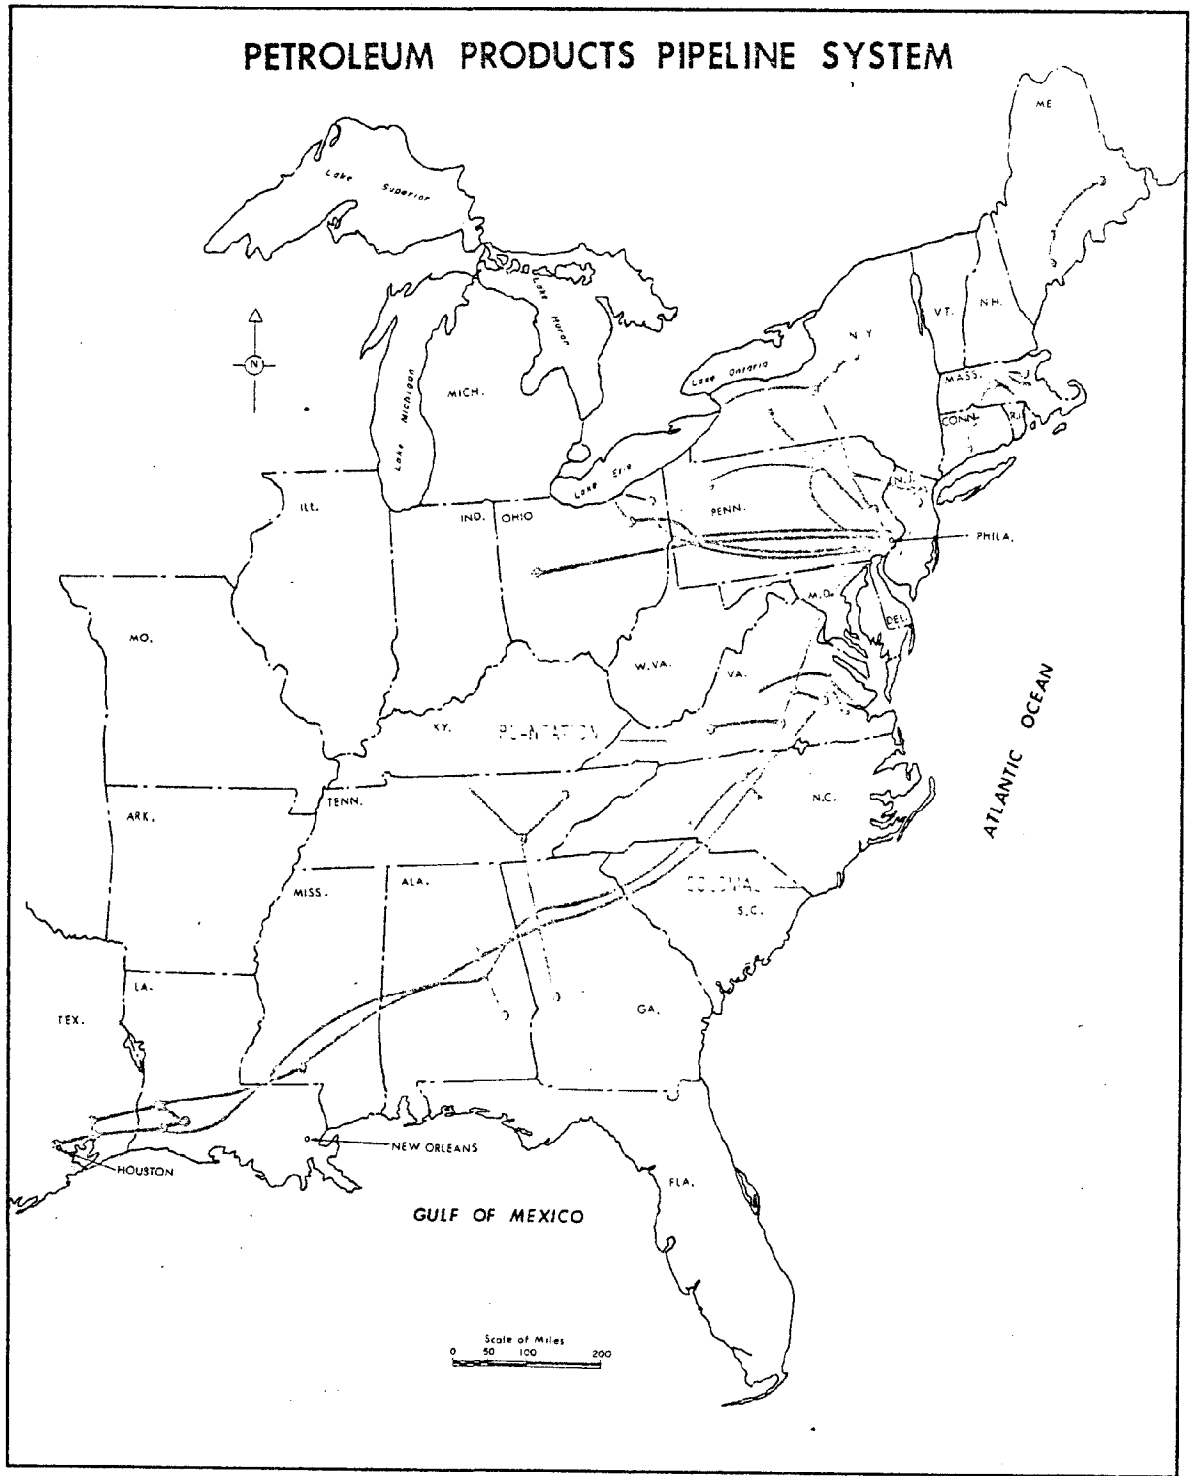 PETROLEUM PRODUCTS PIPELINE SYSTEM
ME
Lake Superior
Lake Huron
N.Y
VT.
N.H.
Lake Ontario
MASS.
Lake Michigan
MICH.
CONN.
R.I.
Lake Erie
N.J.
ILL.
IND.
OHIO
PENN.
PHILA.
M.D.
DEL.
MO.
W.VA.
VA.
KY.
PLANTATION
ATLANTIC OCEAN
TENN.
N.C.
ARK.
MISS.
ALA.
COLONIAL
S.C.
LA.
TEX.
GA.
NEW ORLEANS
HOUSTON
FLA.
GULF OF MEXICO
Scale of Miles
0 50 100 200
N